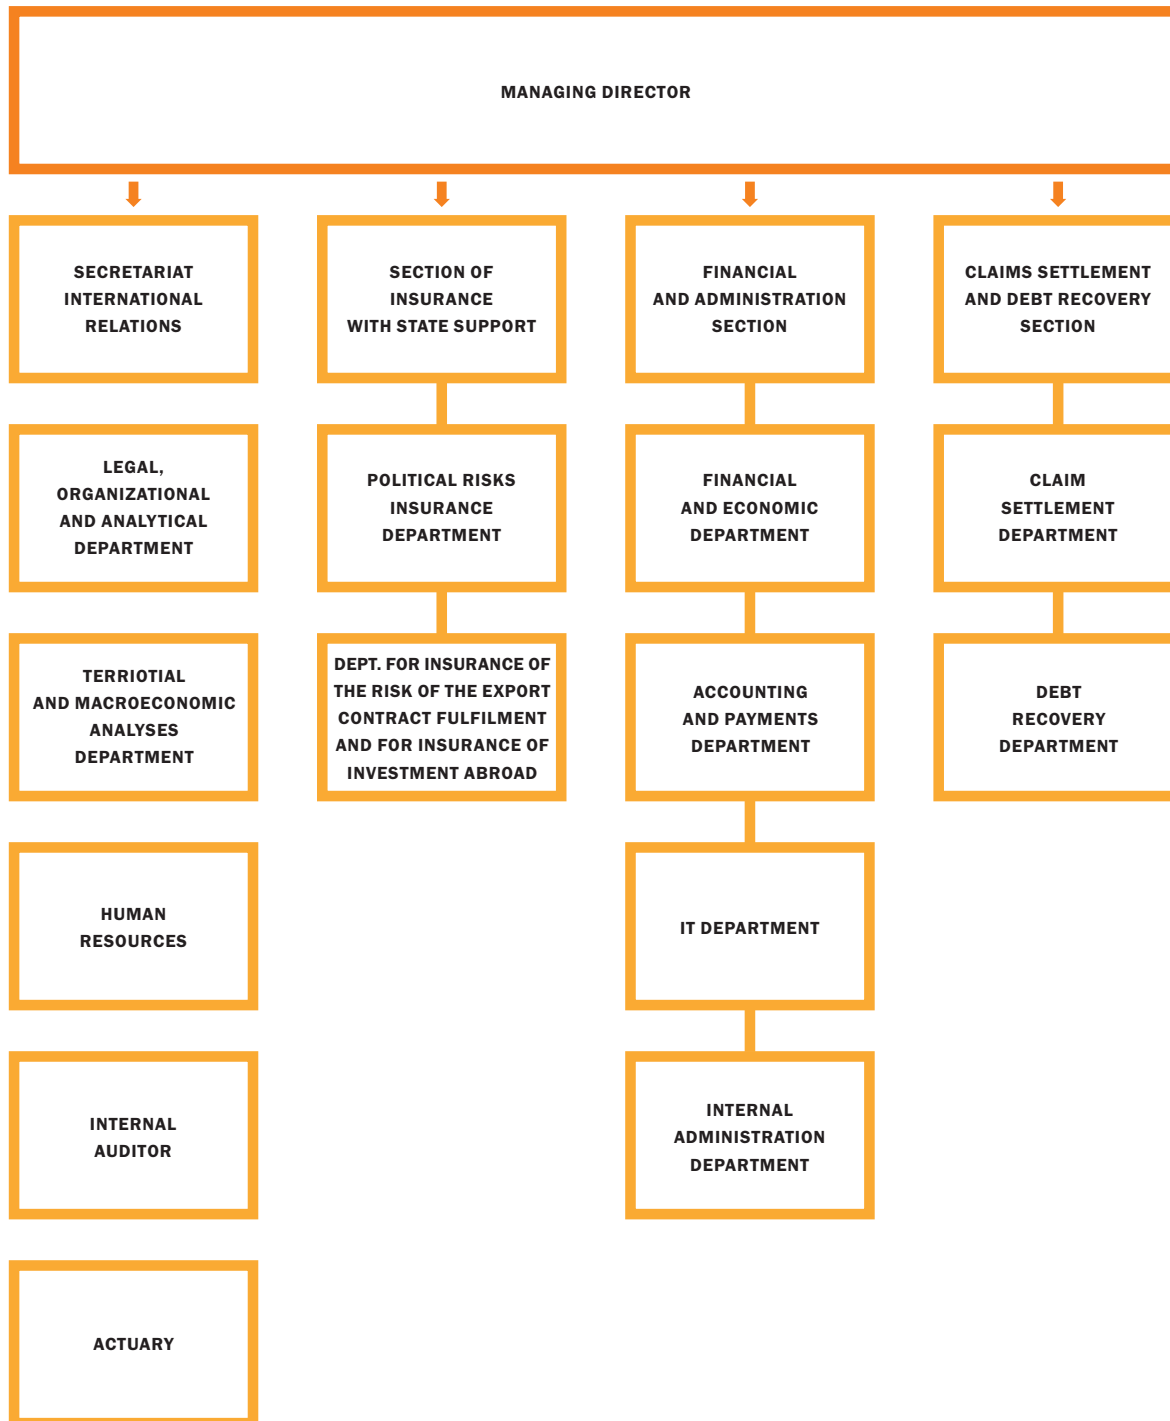 MANAGING DIRECTOR
SECRETARIAT
INTERNATIONAL
RELATIONS
SECTION OF
INSURANCE
WITH STATE SUPPORT
FINANCIAL
AND ADMINISTRATION
SECTION
CLAIMS SETTLEMENT
AND DEBT RECOVERY
SECTION
LEGAL,
ORGANIZATIONAL
AND ANALYTICAL
DEPARTMENT
POLITICAL RISKS
INSURANCE
DEPARTMENT
FINANCIAL
AND ECONOMIC
DEPARTMENT
CLAIM
SETTLEMENT
DEPARTMENT
TERRIOTIAL
AND MACROECONOMIC
ANALYSES
DEPARTMENT
DEPT. FOR INSURANCE OF
THE RISK OF THE EXPORT
CONTRACT FULFILMENT
AND FOR INSURANCE OF
INVESTMENT ABROAD
ACCOUNTING
AND PAYMENTS
DEPARTMENT
DEBT
RECOVERY
DEPARTMENT
HUMAN
RESOURCES
IT DEPARTMENT
INTERNAL
AUDITOR
INTERNAL
ADMINISTRATION
DEPARTMENT
ACTUARY